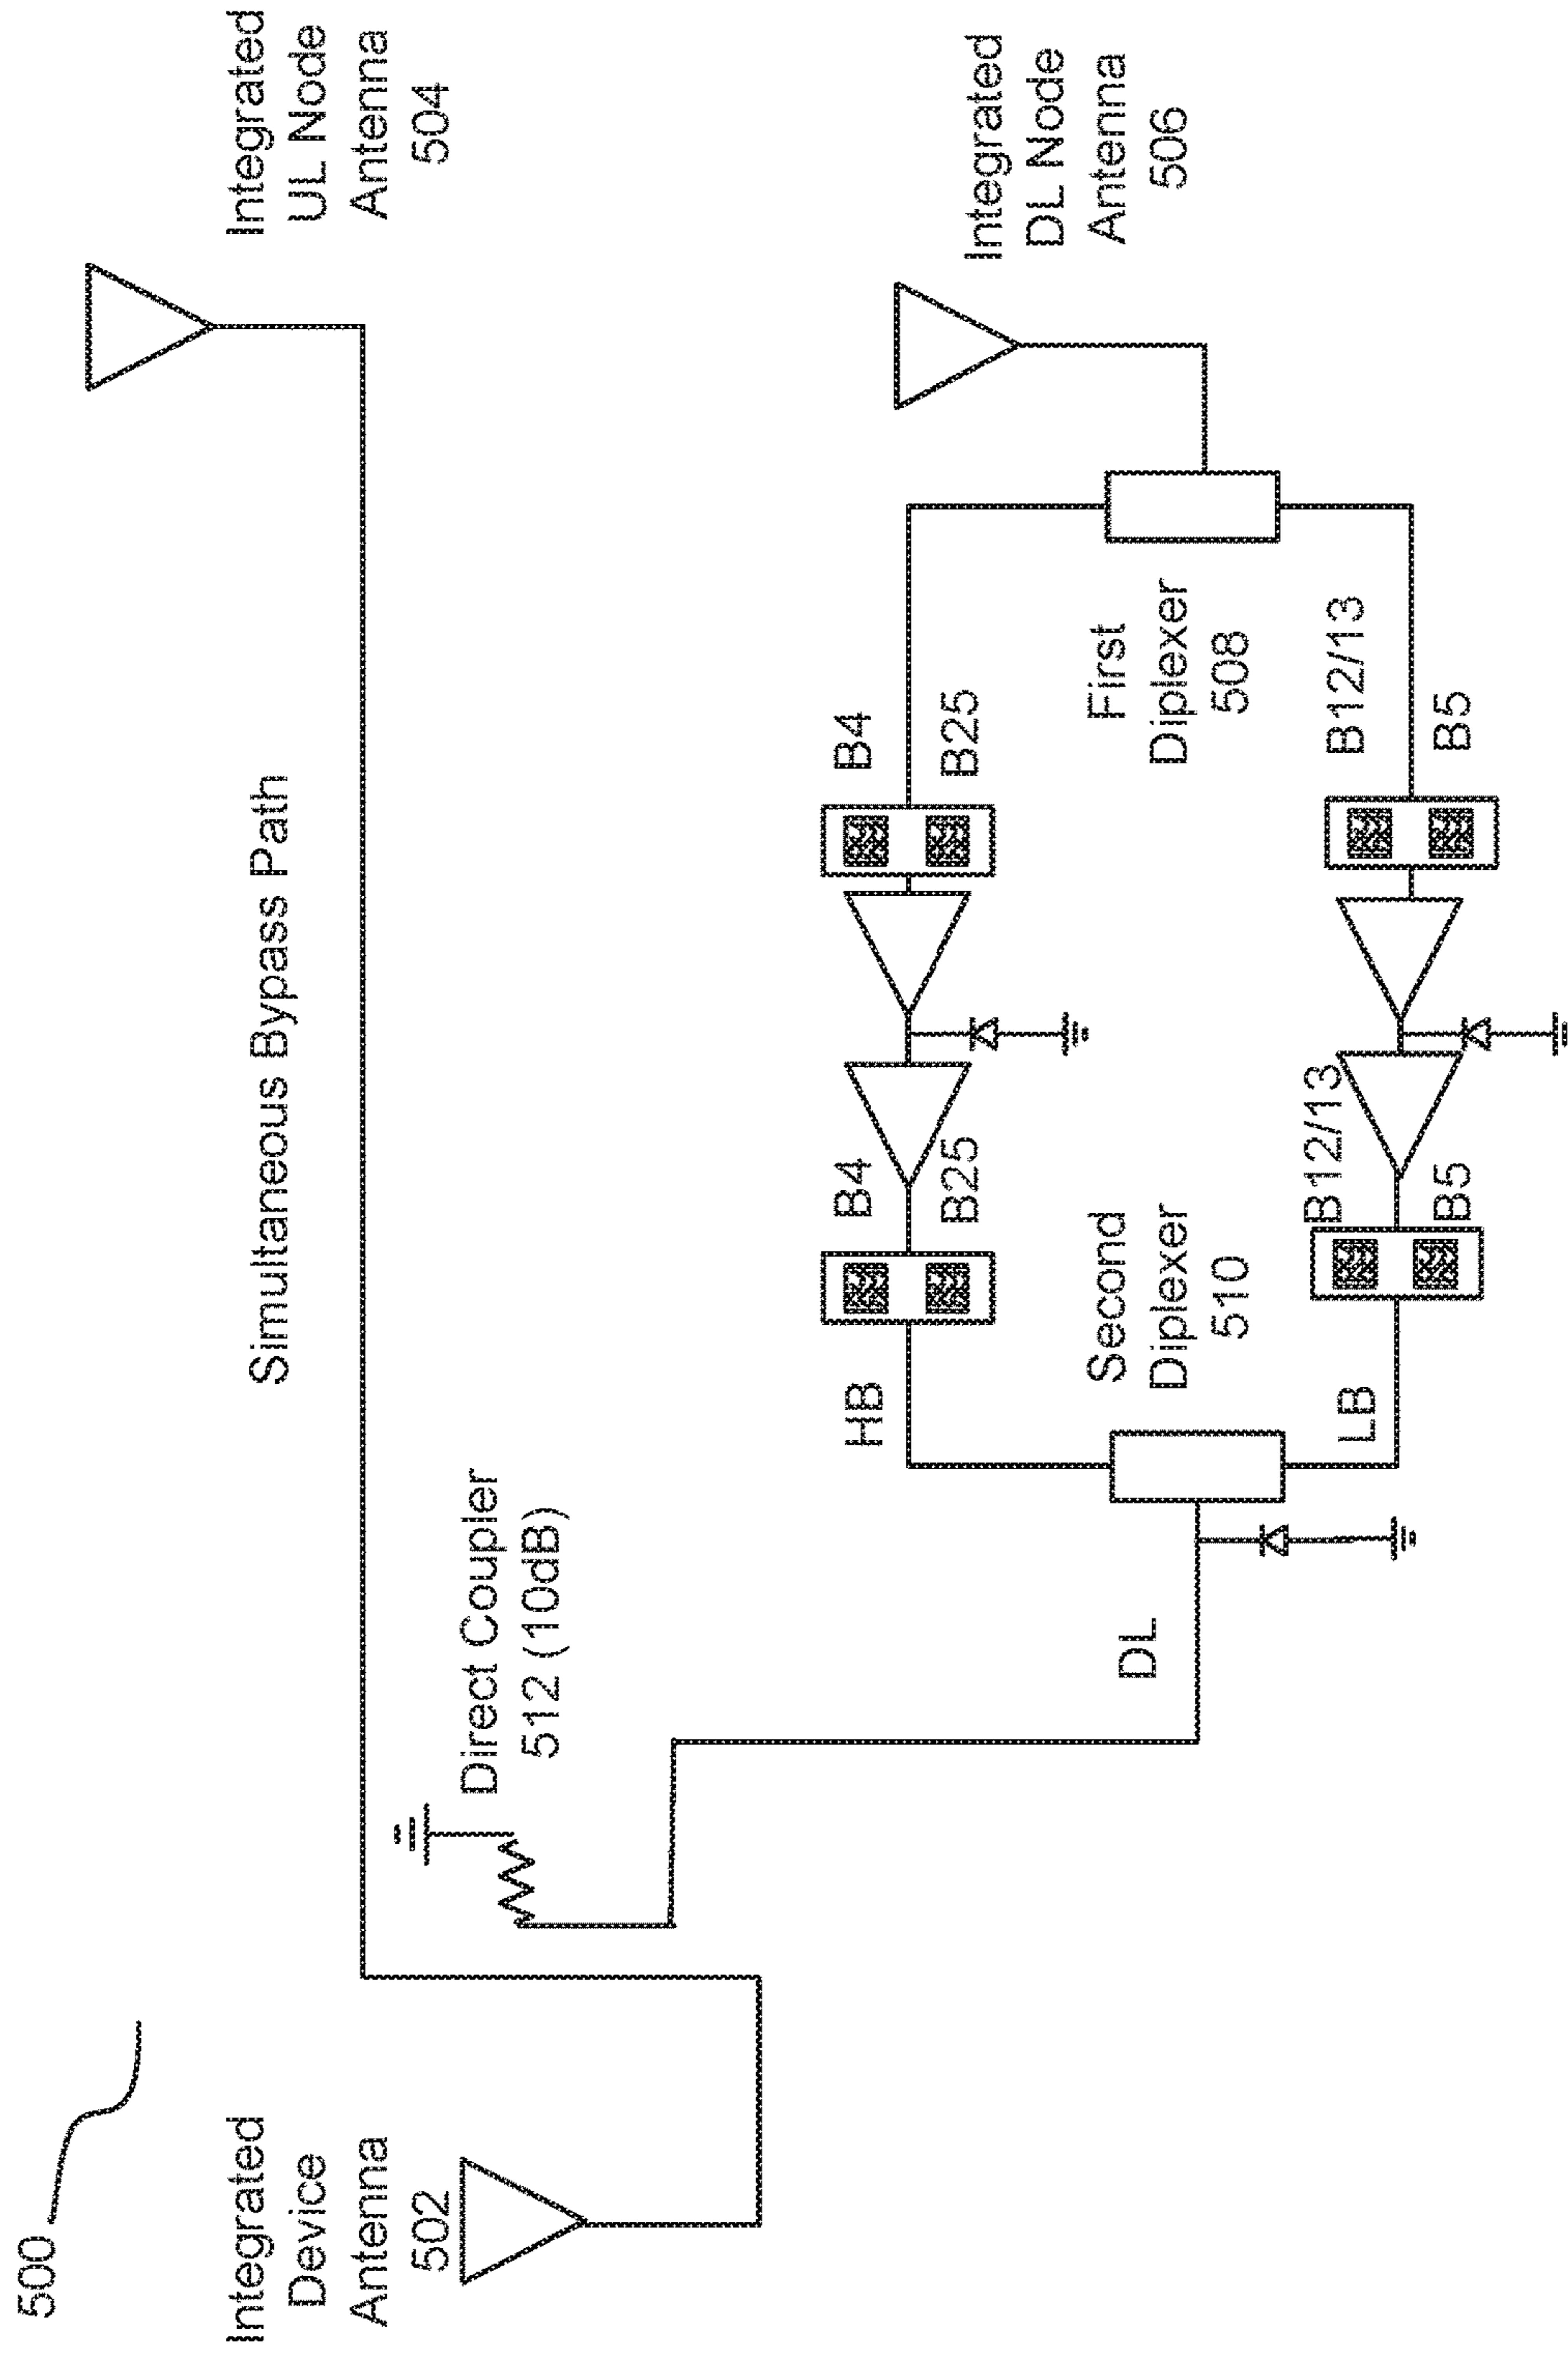 500
Integrated
Device
Antenna
502
Simultaneous Bypass Path
Integrated
UL Node
Antenna
504
Direct Coupler
512 (10dB)
DL
HB
B4
B25
B4
B25
Second
Diplexer
510
First
Diplexer
508
Integrated
DL Node
Antenna
506
LB
B12/13
B5
B12/13
B5